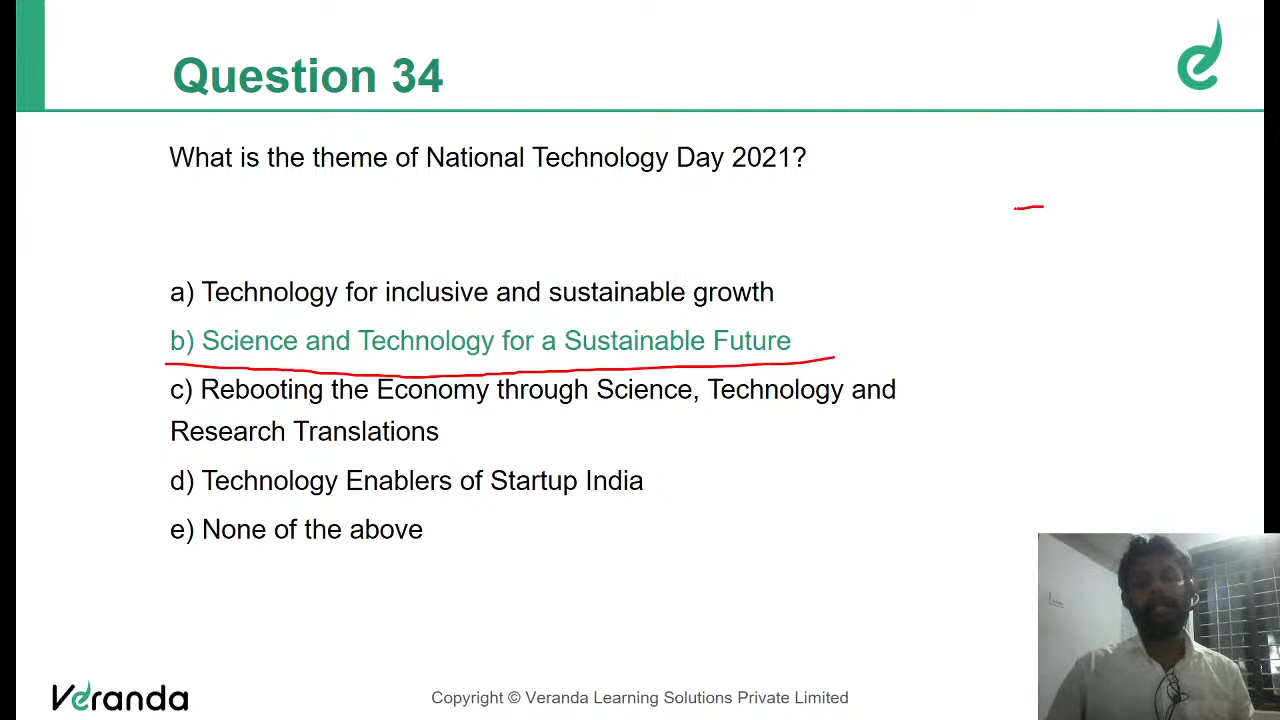 Question 34
What is the theme of National Technology Day 2021?
a) Technology for inclusive and sustainable growth
b) Science and Technology for a Sustainable Future
c) Rebooting the Economy through Science, Technology and
Research Translations
d) Technology Enablers of Startup India
e) None of the above
Veranda
Copyright © Veranda Learning Solutions Private Limited